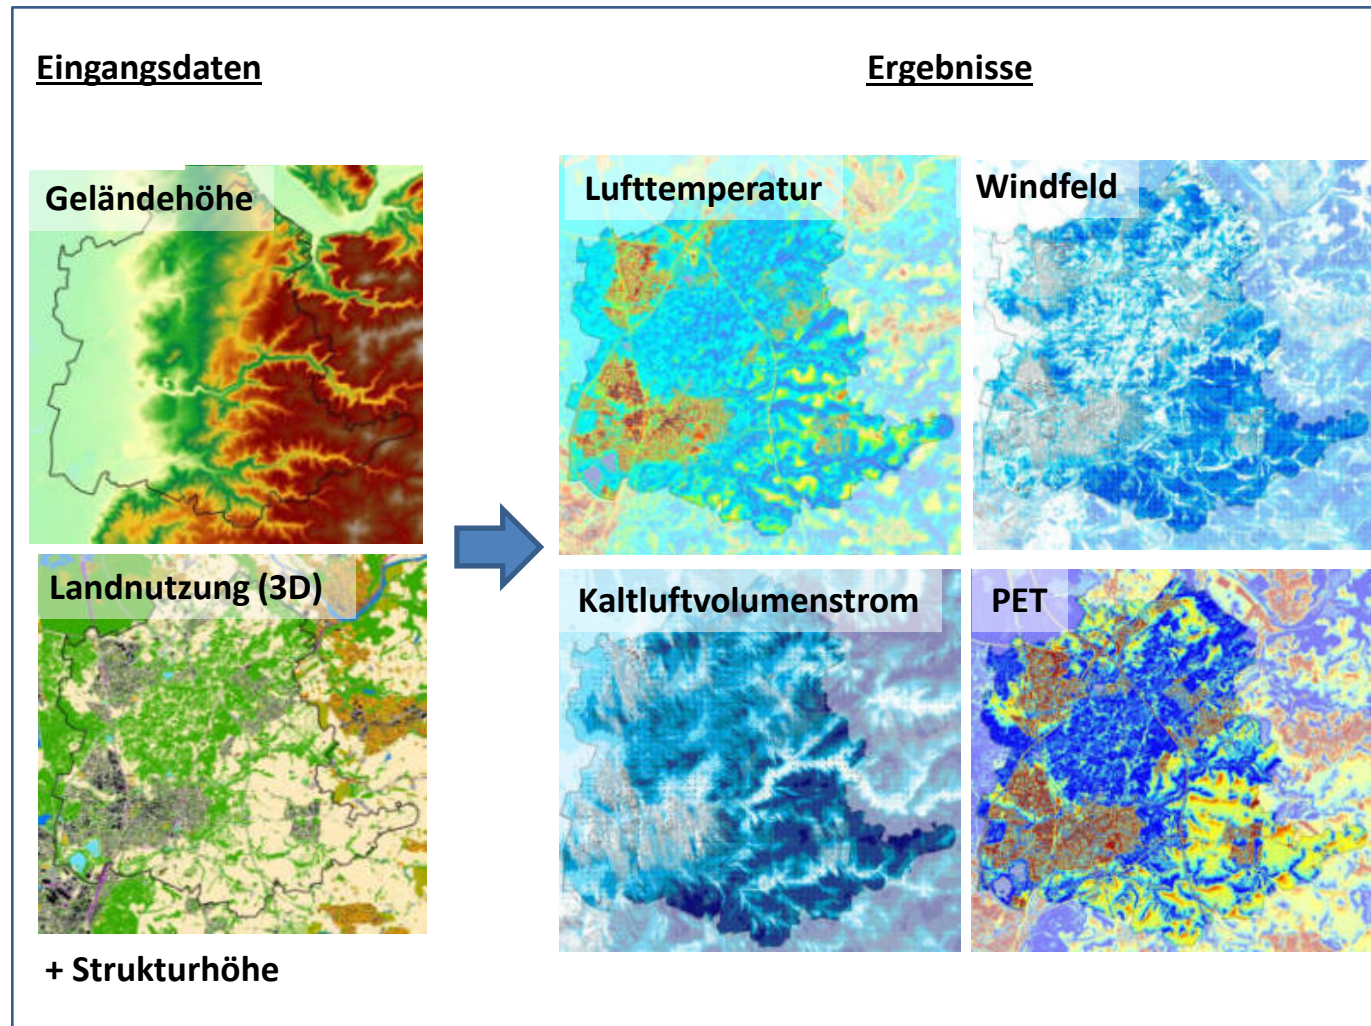 Eingangsdaten
Ergebnisse
Geländehöhe
Lufttemperatur
Windfeld
Landnutzung (3D)
Kaltluftvolumenstrom
PET
+ Strukturhöhe